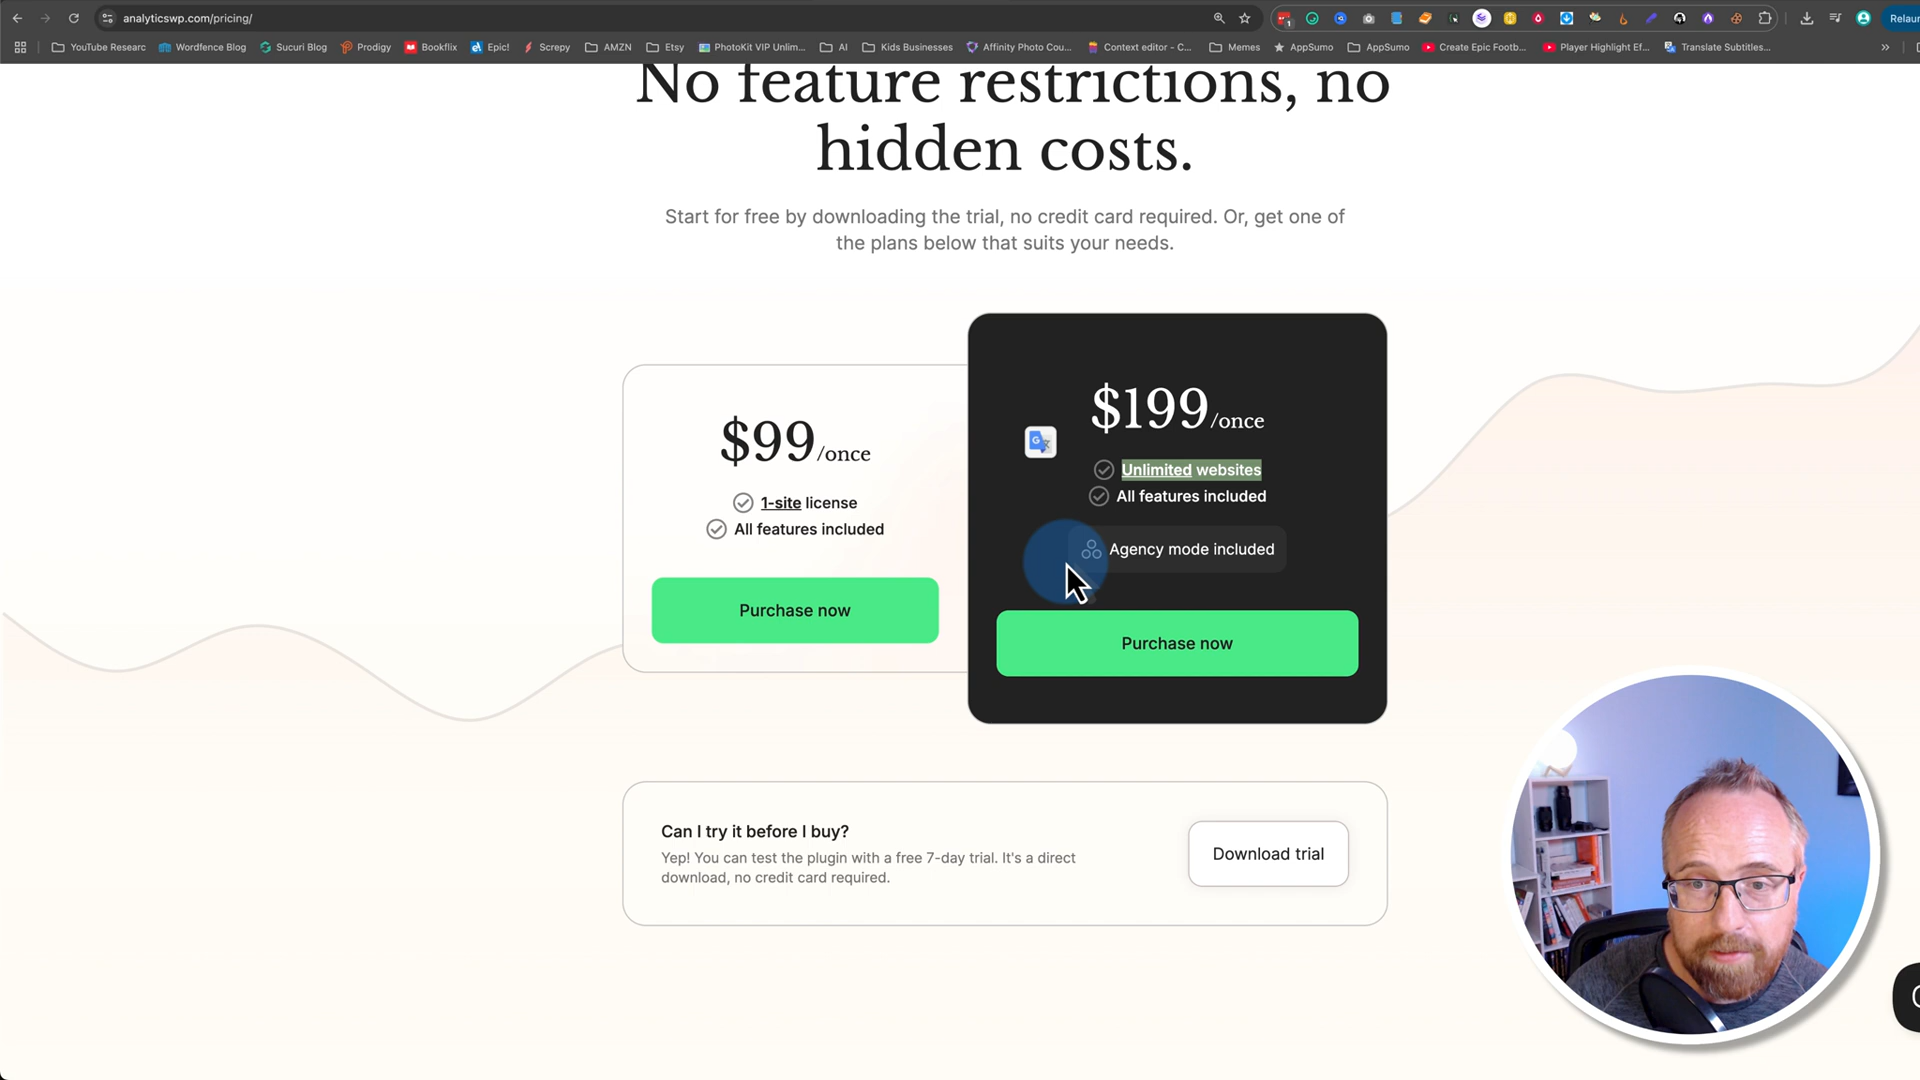 analyticswp.com/pricing/
Relaun
YouTube Researc
Wordfence Blog
Sucuri Blog
Prodigy
Bookflix
Epic!
Screpy
AMZN
Etsy
PhotoKit VIP Unlim...
AI
Kids Businesses
Affinity Photo Cou...
Context editor - C...
Memes
AppSumo
AppSumo
Create Epic Footb...
Player Highlight Ef...
Translate Subtitles...
No feature restrictions, no
hidden costs.
Start for free by downloading the trial, no credit card required. Or, get one of
the plans below that suits your needs.
$99/once
1-site license
All features included
Purchase now
$199/once
Unlimited websites
All features included
Agency mode included
Purchase now
Can I try it before I buy?
Yep! You can test the plugin with a free 7-day trial. It's a direct
download, no credit card required.
Download trial